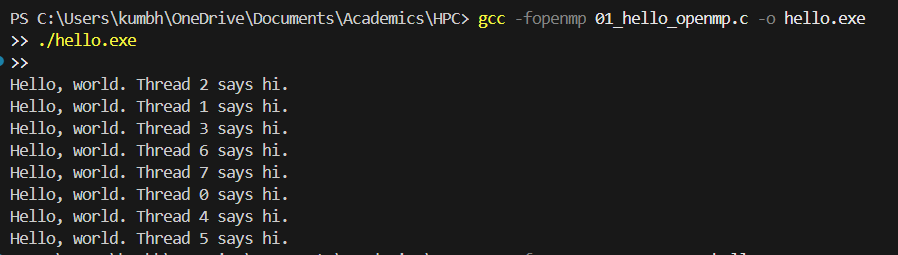 PS C:\Users\kumbh\OneDrive\Documents\Academics\HPC> gcc -fopenmp 01_hello_openmp.c -o hello.exe
>> ./hello.exe
>>
Hello, world. Thread 2 says hi.
Hello, world. Thread 1 says hi.
Hello, world. Thread 3 says hi.
Hello, world. Thread 6 says hi.
Hello, world. Thread 7 says hi.
Hello, world. Thread 0 says hi.
Hello, world. Thread 4 says hi.
Hello, world. Thread 5 says hi.